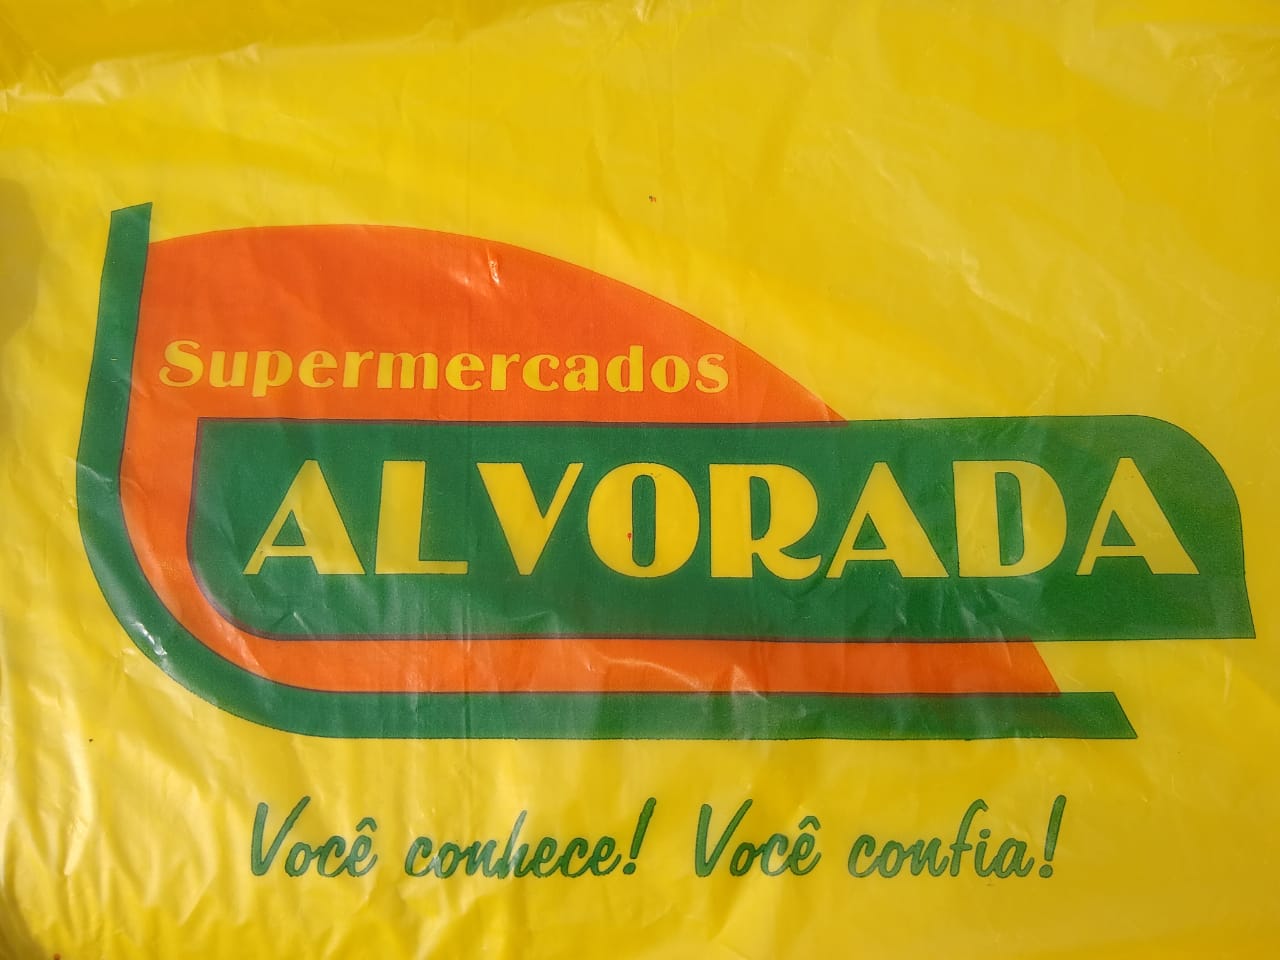 Supermercados
ALVORADA
Você conhece! Você confia!